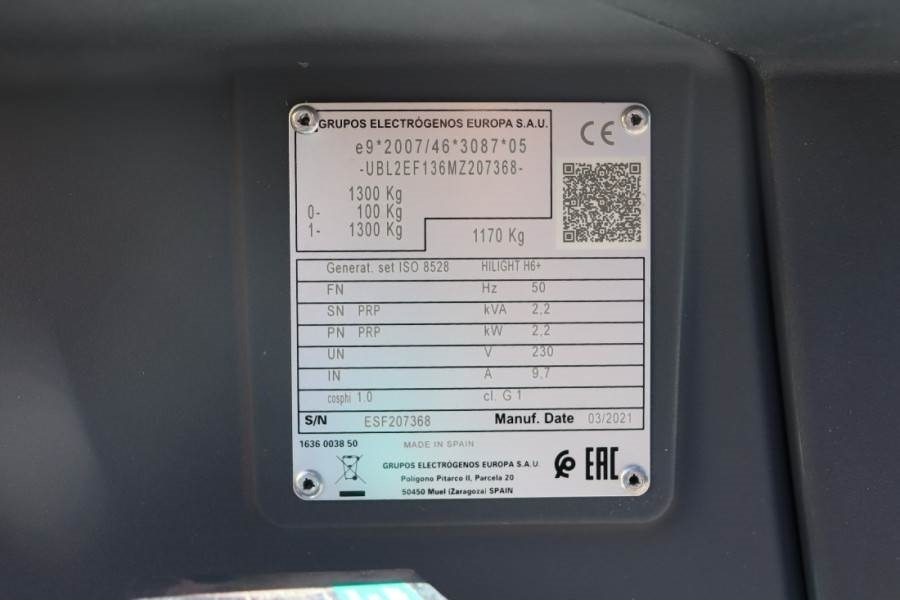 GRUPOS ELECTRÓGENOS EUROPA S.A.U.
CE
e9*2007/46*3087*05
-UBL2EF136MZ207368-
1300 Kg
0- 100 Kg
1- 1300 Kg
1170 Kg
Generat. set ISO 8528 HILIGHT H6+
FN Hz 50
SN PRP kVA 2,2
PN PRP kW 2,2
UN V 230
IN A 9,7
cosphi 1.0 cl. G 1
S/N ESF207368 Manuf. Date 03/2021
1636 0038 50 MADE IN SPAIN
GRUPOS ELECTRÓGENOS EUROPA S.A.U.
Polígono Pitarco II, Parcela 20
50450 Muel (Zaragoza) SPAIN
EAC